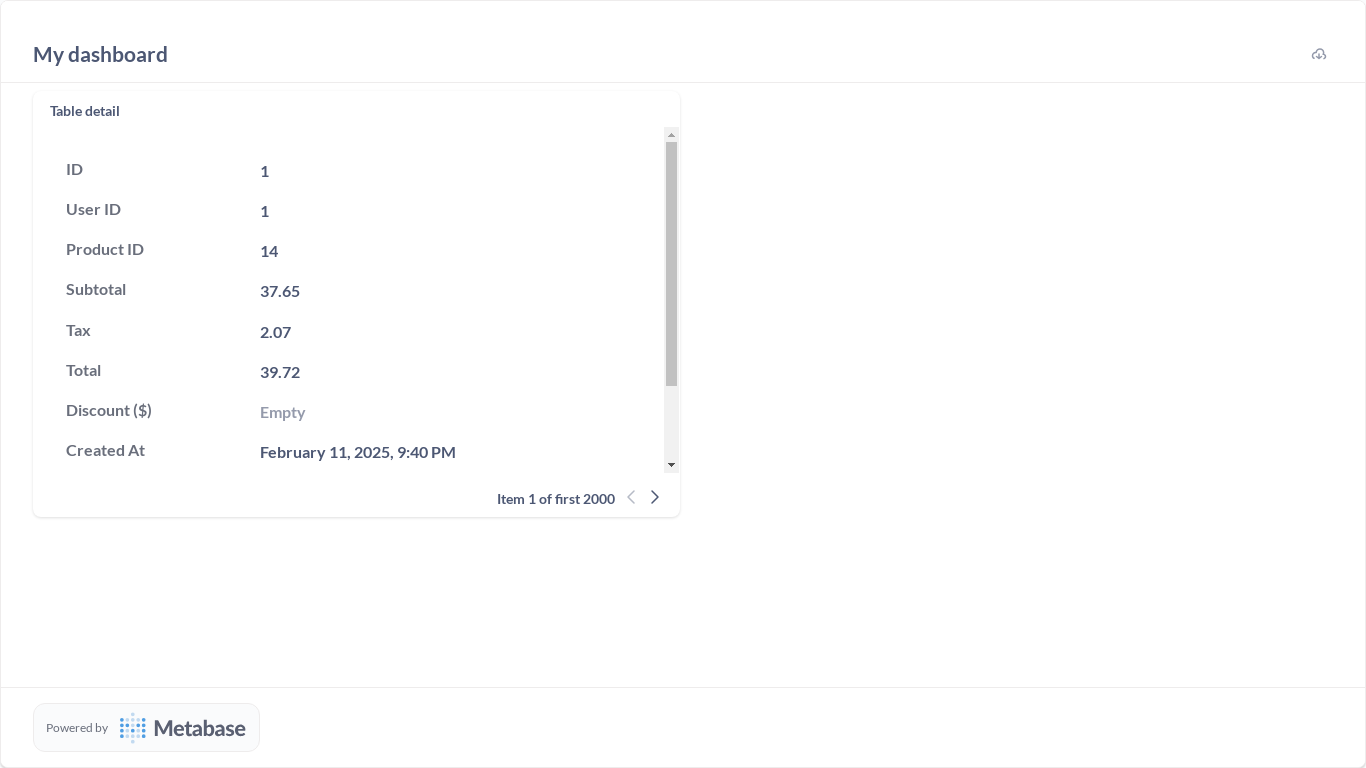 My dashboard
Table detail
ID 1
User ID 1
Product ID 14
Subtotal 37.65
Tax 2.07
Total 39.72
Discount ($) Empty
Created At February 11, 2025, 9:40 PM
Item 1 of first 2000
Powered by Metabase